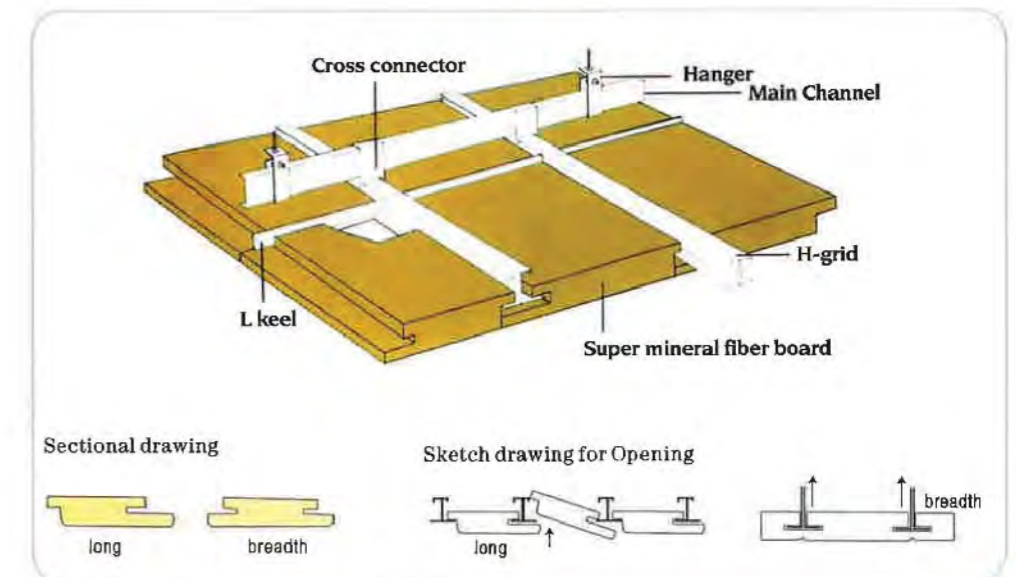 Cross connector
Hanger
Main Channel
H-grid
L keel
Super mineral fiber board
Sectional drawing
Sketch drawing for Opening
long
breadth
long
breadth